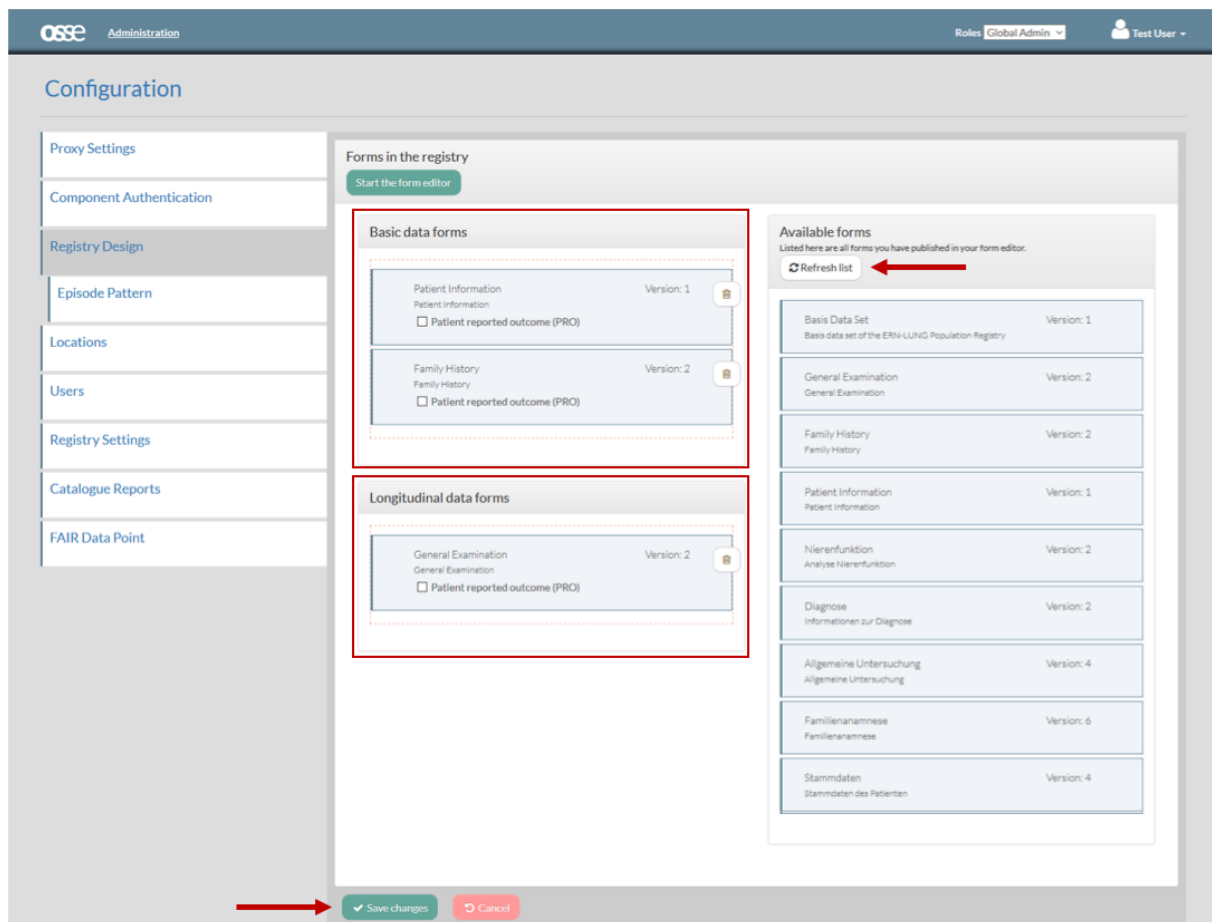 osse
Administration
Roles Global Admin
Test User
Configuration
Proxy Settings
Component Authentication
Registry Design
Episode Pattern
Locations
Users
Registry Settings
Catalogue Reports
FAIR Data Point
Forms in the registry
Start the form editor
Basic data forms
Patient Information Version: 1
Patient Information
Patient reported outcome (PRO)
Family History Version: 2
Family History
Patient reported outcome (PRO)
Longitudinal data forms
General Examination Version: 2
General Examination
Patient reported outcome (PRO)
Available forms
Listed here are all forms you have published in your form editor.
Refresh list
Basis Data Set Version: 1
Basis data set of the ERN-LUNG Population Registry
General Examination Version: 2
General Examination
Family History Version: 2
Family History
Patient Information Version: 1
Patient Information
Nierenfunktion Version: 2
Analyse Nierenfunktion
Diagnose Version: 2
Informationen zur Diagnose
Allgemeine Untersuchung Version: 4
Allgemeine Untersuchung
Familienanamnese Version: 6
Familienanamnese
Stammdaten Version: 4
Stammdaten des Patienten
Save changes
Cancel